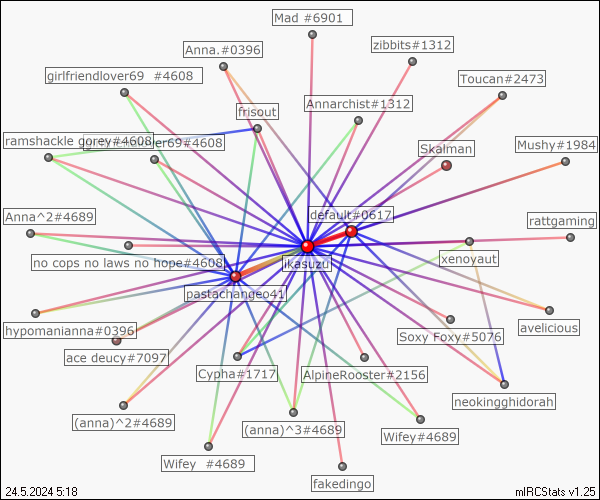 Mad #6901
zibbits#1312
Anna.#0396
girlfriendlover69 #4608
Toucan#2473
Annarchist#1312
frisout
ramshackle gorey#4608
lover69#4608
Mushy#1984
Skalman
Anna^2#4689
default#0617
rattgaming
no cops no laws no hope#4608
ikasuzu
xenoyaut
pastachangeo41
hypomanianna#0396
avelicious
Soxy Foxy#5076
ace deucy#7097
Cypha#1717
AlpineRooster#2156
neokingghidorah
(anna)^2#4689
(anna)^3#4689
Wifey#4689
Wifey #4689
fakedingo
24.5.2024 5:18
mIRCStats v1.25